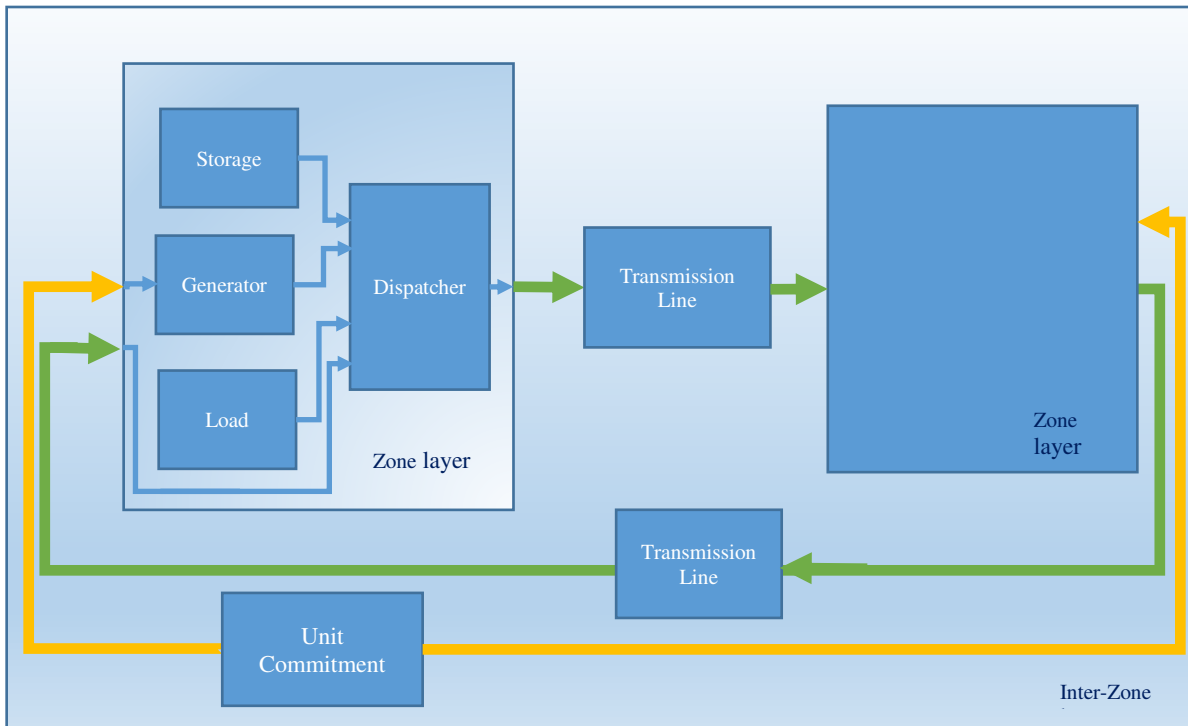 Storage
Generator
Dispatcher
Load
Zone layer
Transmission
Line
Zone
layer
Transmission
Line
Unit
Commitment
Inter-Zone